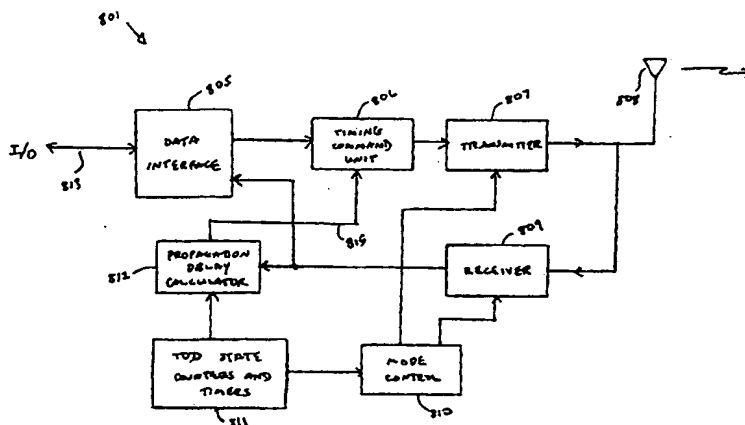 801
805
806
807
808
I/O
813
DATA
INTERFACE
TIMING
COMMAND
UNIT
TRANSMITTER
815
809
812
PROPAGATION
DELAY
CALCULATOR
RECEIVER
TDD STATE
COUNTERS AND
TIMERS
811
MODE
CONTROL
810